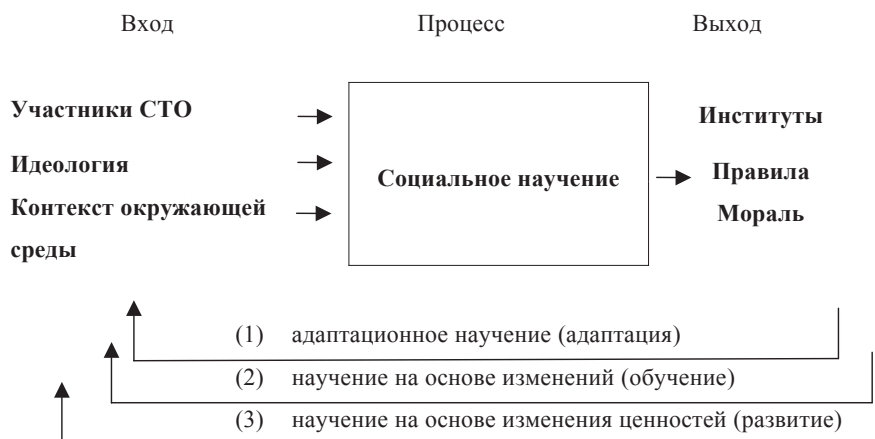 Вход Процесс Выход
Участники СТО
Идеология
Контекст окружающей
среды
Социальное научение
Институты
Правила
Мораль
(1) адаптационное научение (адаптация)
(2) научение на основе изменений (обучение)
(3) научение на основе изменения ценностей (развитие)